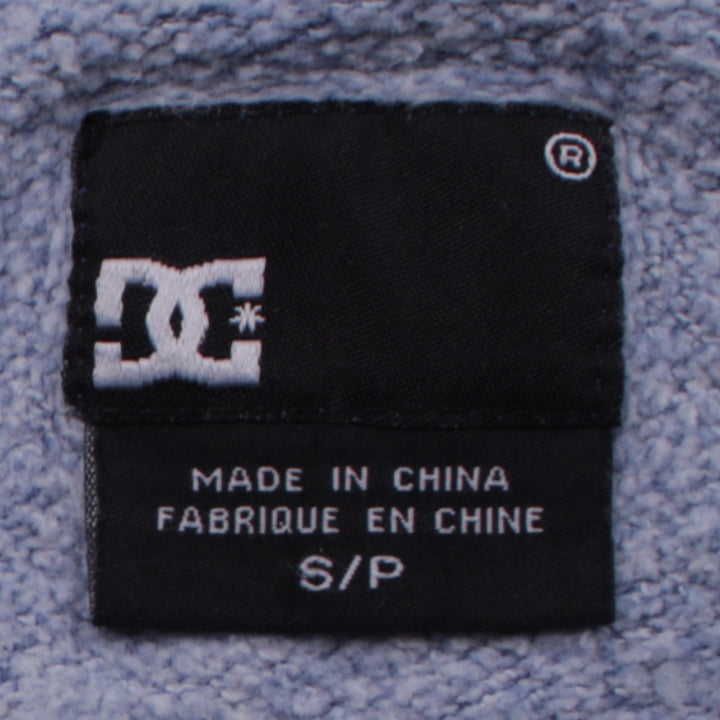 ®
DC*
MADE IN CHINA
FABRIQUE EN CHINE
S/P